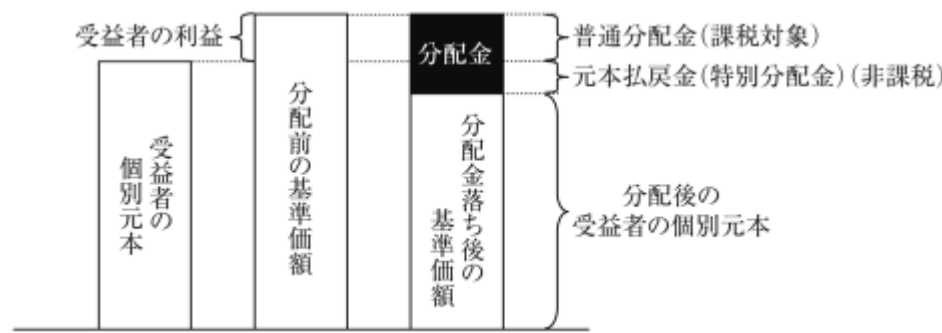 受益者の利益
分配金
普通分配金(課税対象)
元本払戻金(特別分配金)(非課税)
受益者の
個別元本
分配前の基準価額
分配金落ち後の
基準価額
分配後の
受益者の個別元本